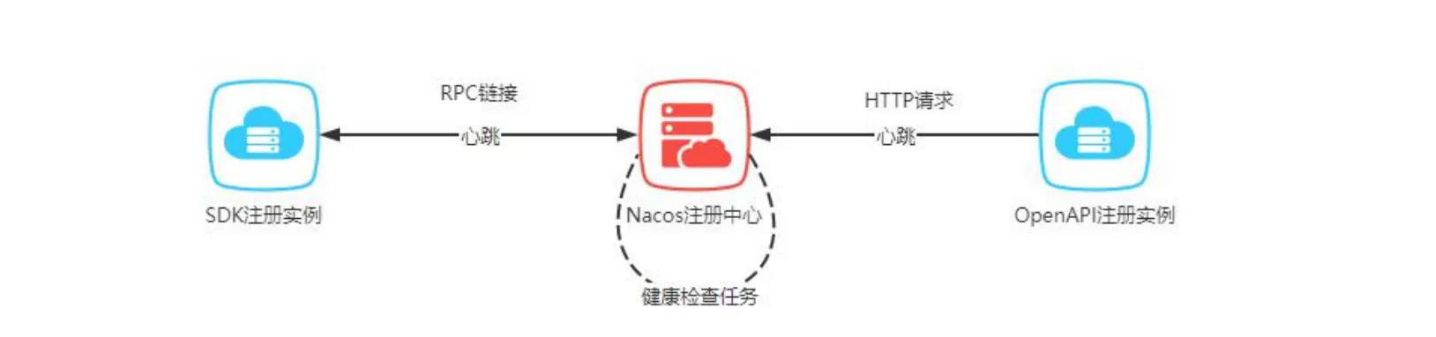 RPC链接
HTTP请求
心跳
心跳
SDK注册实例
Nacos注册中心
OpenAPI注册实例
健康检查任务